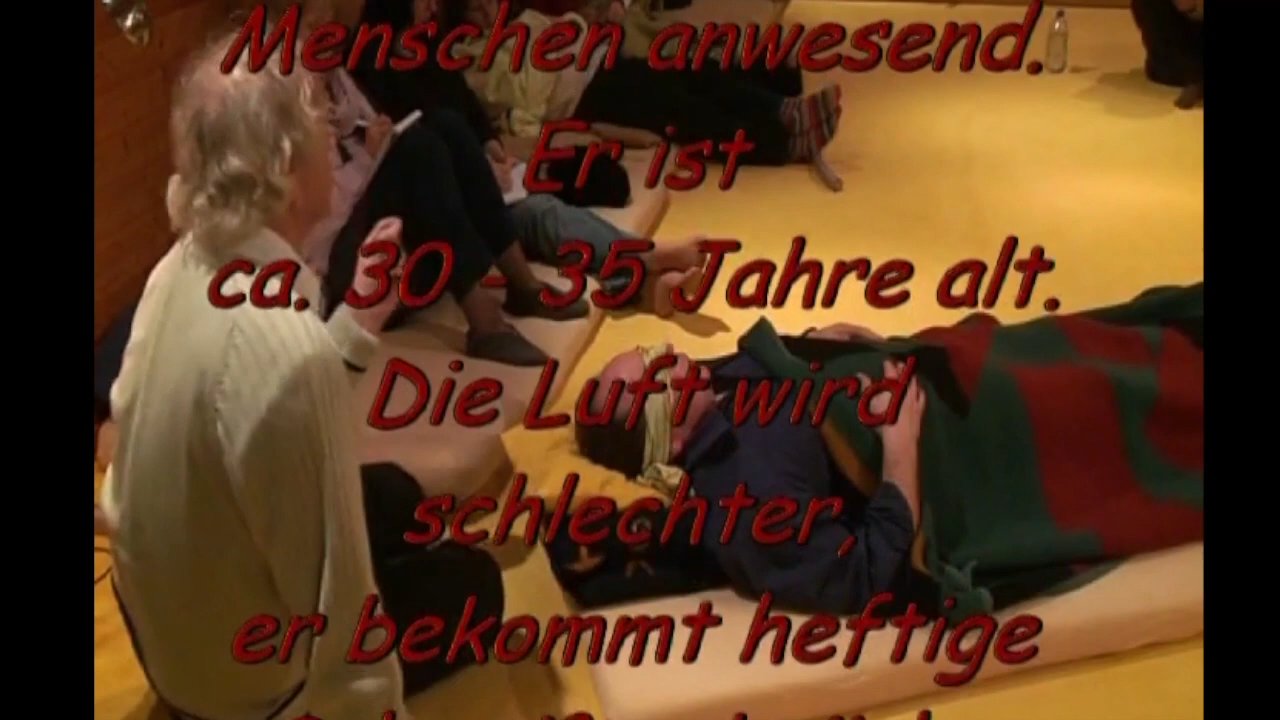 Menschen anwesend.
Er ist
ca. 30 - 35 Jahre alt.
Die Luft wird
schlechter,
er bekommt heftige